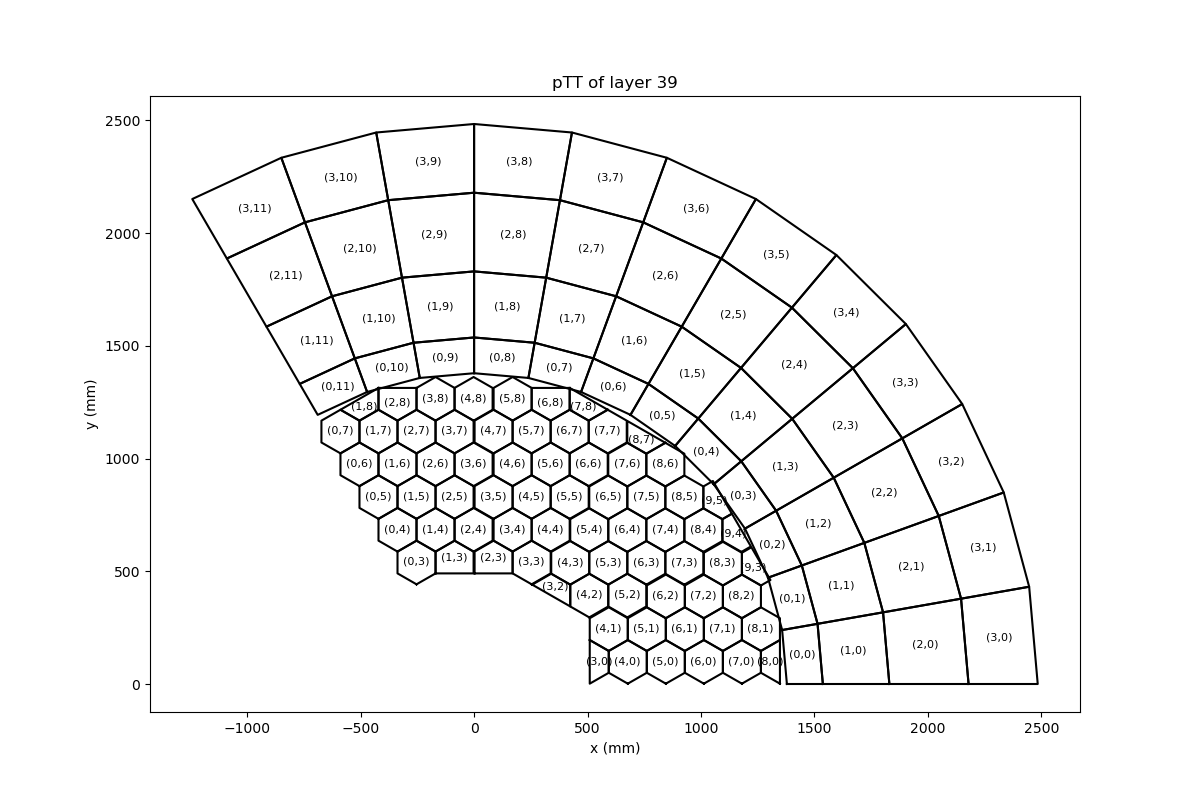 pTT of layer 39
2500
(3,9) (3,8)
(3,10) (3,7)
(3,11) (3,6)
2000
(2,9) (2,8)
(2,10) (2,7)
(3,5)
(2,11) (2,6)
(3,4)
(1,9) (1,8)
(2,5)
(1,10) (1,7)
1500
(1,11) (1,6)
(0,9) (0,8)
(2,4)
(0,10) (0,7)
(1,5)
(3,3)
(0,11) (0,6)
(1,8) (2,8) (3,8) (4,8) (5,8) (6,8) (7,8)
(0,5) (1,4)
(2,3)
(0,7) (1,7) (2,7) (3,7) (4,7) (5,7) (6,7) (7,7) (8,7)
(0,4)
1000
(0,6) (1,6) (2,6) (3,6) (4,6) (5,6) (6,6) (7,6) (8,6)
(1,3) (3,2)
(0,5) (1,5) (2,5) (3,5) (4,5) (5,5) (6,5) (7,5) (8,5) 9,5)
(0,3) (2,2)
(1,2)
(0,4) (1,4) (2,4) (3,4) (4,4) (5,4) (6,4) (7,4) (8,4) 9,4)
(0,2) (3,1)
(0,3) (1,3) (2,3) (3,3) (4,3) (5,3) (6,3) (7,3) (8,3) 9,3)
(2,1)
500
(3,2) (4,2) (5,2) (6,2) (7,2) (8,2)
(0,1) (1,1)
(4,1) (5,1) (6,1) (7,1) (8,1)
(3,0) (4,0) (5,0) (6,0) (7,0) (8,0)
(0,0) (1,0) (2,0) (3,0)
0
−1000 −500 0 500 1000 1500 2000 2500
x (mm)
y (mm)